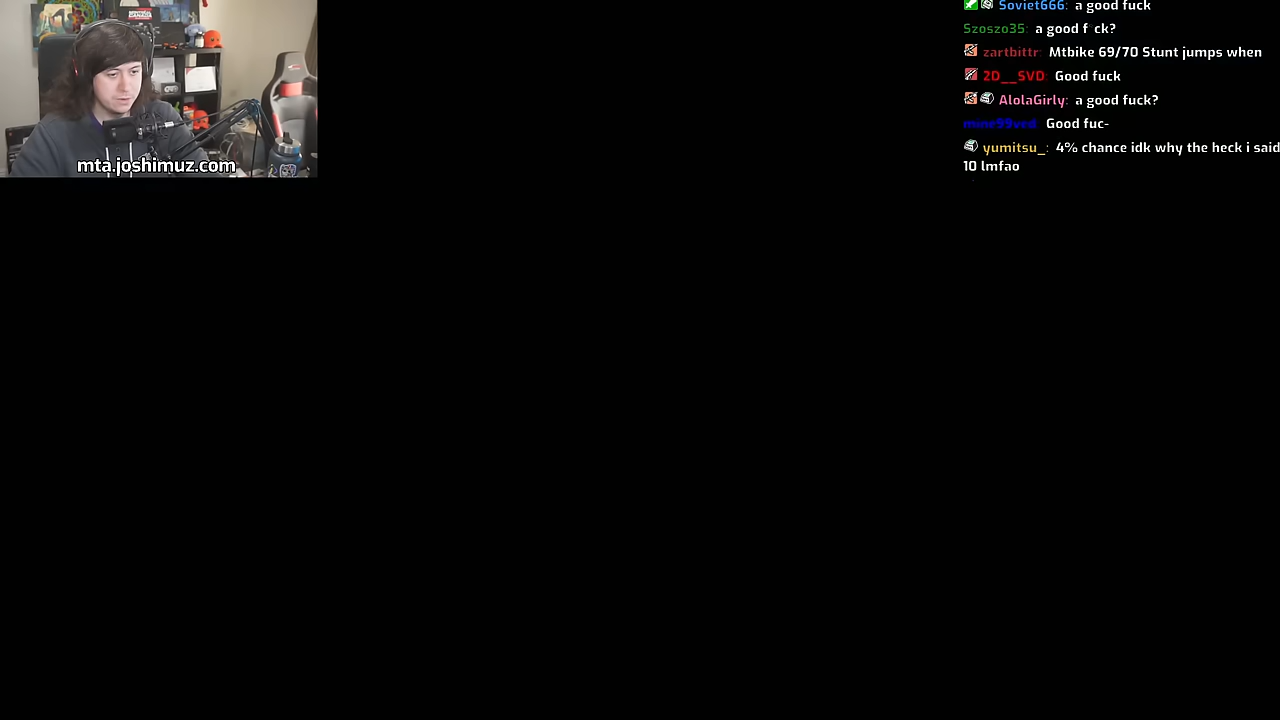 mta.joshimuz.com
Soviet666: a good fuck
Szoszo35: a good f ck?
zartbittr: Mtbike 69/70 Stunt jumps when
2D__SVD: Good fuck
AlolaGirly: a good fuck?
Good fuc-
yumitsu_: 4% chance idk why the heck i said
10 lmfao